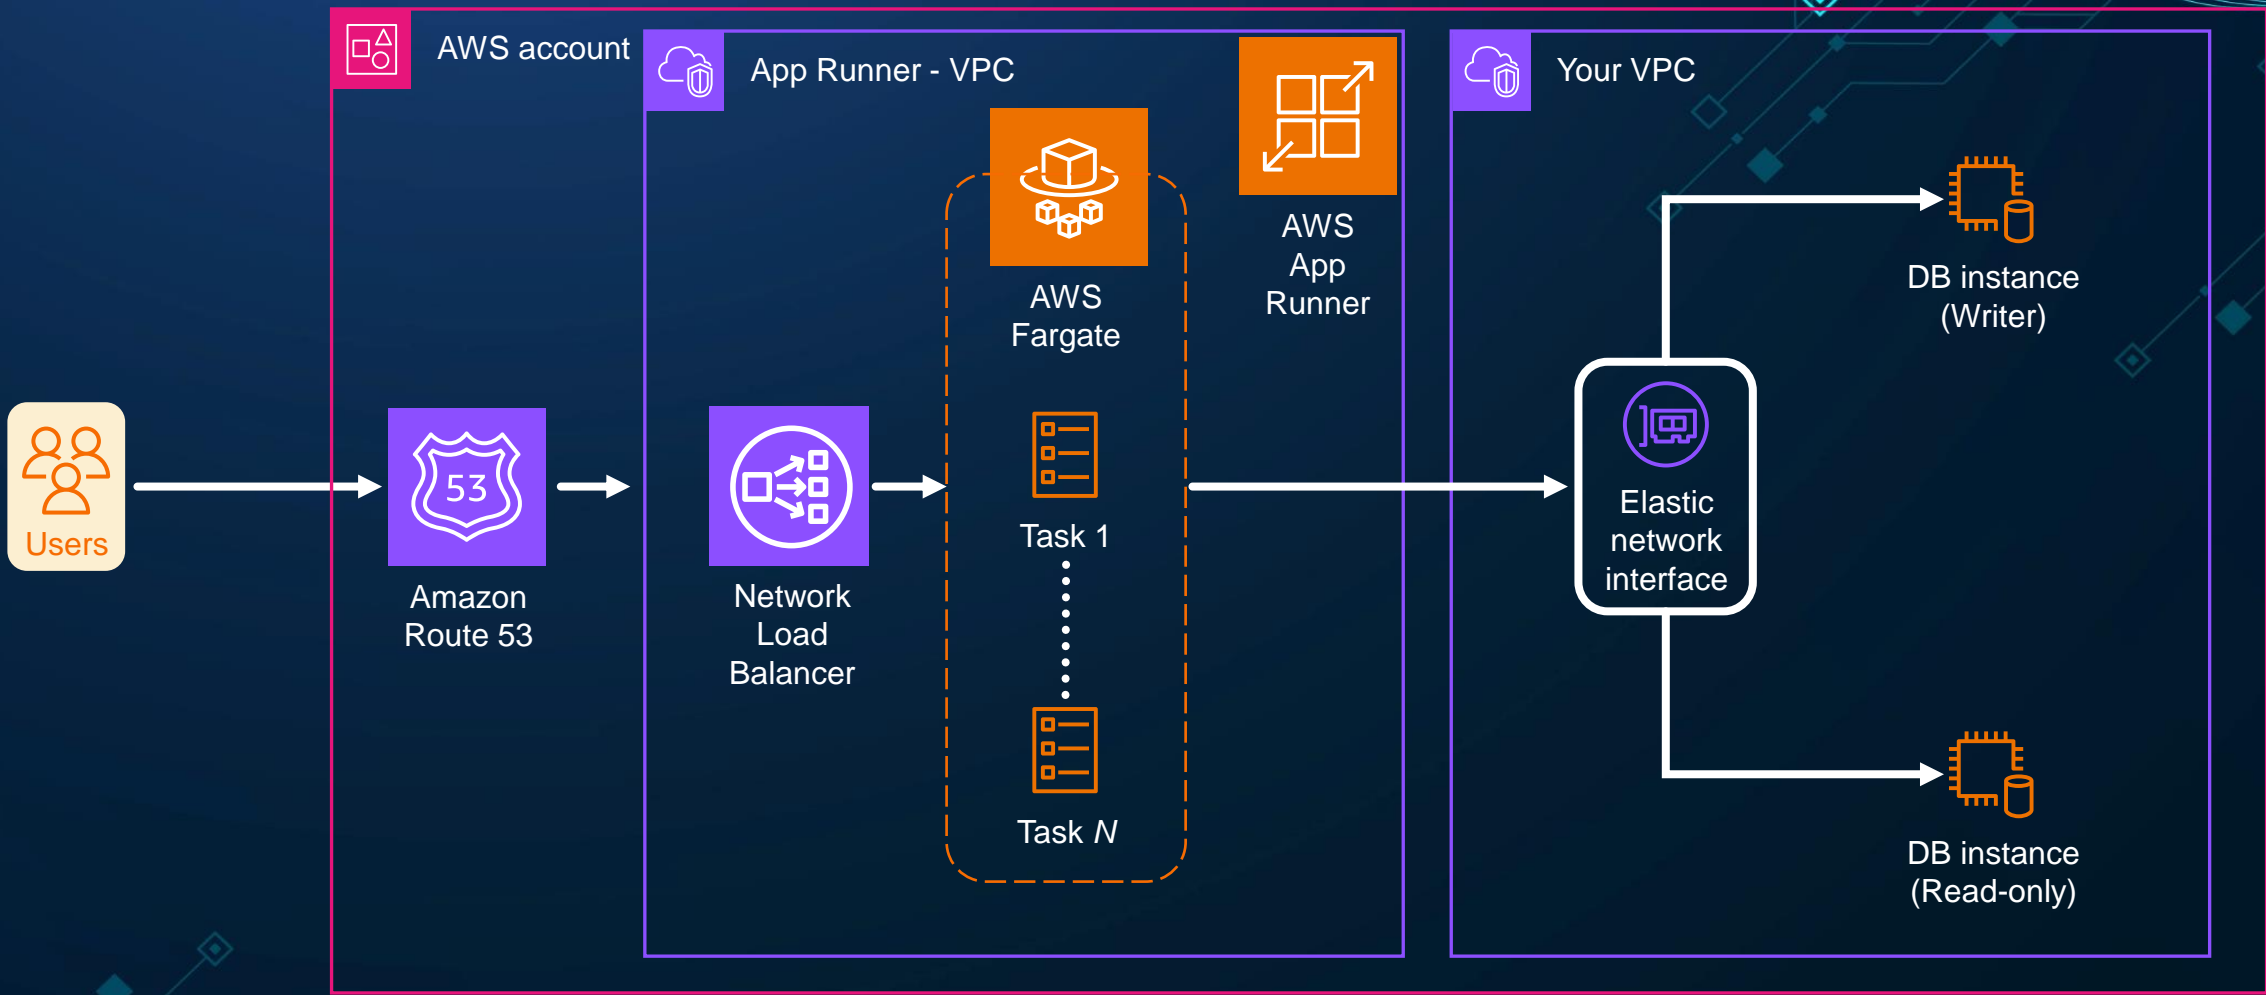 AWS account
App Runner - VPC
Your VPC
AWS
App
Runner
AWS
Fargate
DB instance
(Writer)
Users
53
Amazon
Route 53
Network
Load
Balancer
Task 1
Task N
Elastic
network
interface
DB instance
(Read-only)